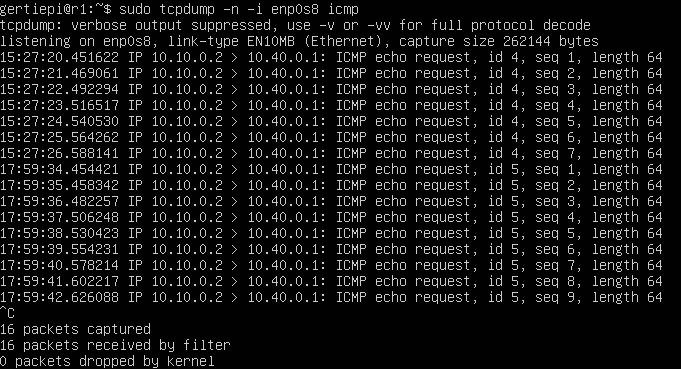 gertiepi@r1:~$ sudo tcpdump -n -i enp0s8 icmp
tcpdump: verbose output suppressed, use -v or -vv for full protocol decode
listening on enp0s8, link-type EN10MB (Ethernet), capture size 262144 bytes
15:27:20.451622 IP 10.10.0.2 > 10.40.0.1: ICMP echo request, id 4, seq 1, length 64
15:27:21.469061 IP 10.10.0.2 > 10.40.0.1: ICMP echo request, id 4, seq 2, length 64
15:27:22.492294 IP 10.10.0.2 > 10.40.0.1: ICMP echo request, id 4, seq 3, length 64
15:27:23.516517 IP 10.10.0.2 > 10.40.0.1: ICMP echo request, id 4, seq 4, length 64
15:27:24.540530 IP 10.10.0.2 > 10.40.0.1: ICMP echo request, id 4, seq 5, length 64
15:27:25.564262 IP 10.10.0.2 > 10.40.0.1: ICMP echo request, id 4, seq 6, length 64
15:27:26.588141 IP 10.10.0.2 > 10.40.0.1: ICMP echo request, id 4, seq 7, length 64
17:59:34.454421 IP 10.10.0.2 > 10.40.0.1: ICMP echo request, id 5, seq 1, length 64
17:59:35.458342 IP 10.10.0.2 > 10.40.0.1: ICMP echo request, id 5, seq 2, length 64
17:59:36.482257 IP 10.10.0.2 > 10.40.0.1: ICMP echo request, id 5, seq 3, length 64
17:59:37.506248 IP 10.10.0.2 > 10.40.0.1: ICMP echo request, id 5, seq 4, length 64
17:59:38.530423 IP 10.10.0.2 > 10.40.0.1: ICMP echo request, id 5, seq 5, length 64
17:59:39.554231 IP 10.10.0.2 > 10.40.0.1: ICMP echo request, id 5, seq 6, length 64
17:59:40.578214 IP 10.10.0.2 > 10.40.0.1: ICMP echo request, id 5, seq 7, length 64
17:59:41.602217 IP 10.10.0.2 > 10.40.0.1: ICMP echo request, id 5, seq 8, length 64
17:59:42.626088 IP 10.10.0.2 > 10.40.0.1: ICMP echo request, id 5, seq 9, length 64
^C
16 packets captured
16 packets received by filter
0 packets dropped by kernel